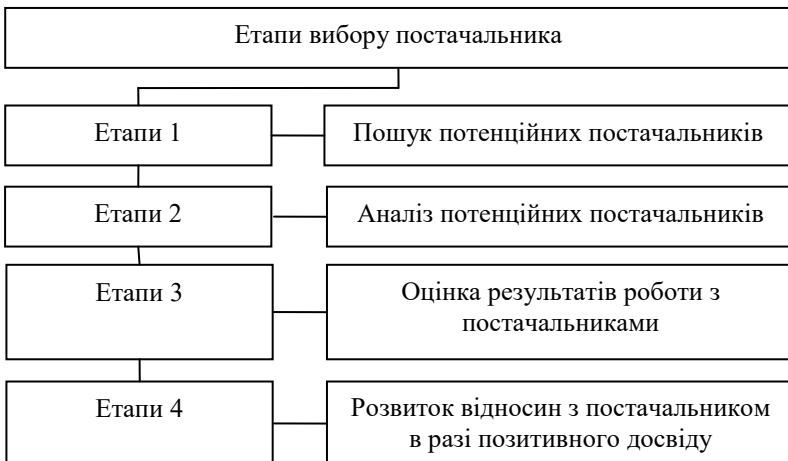 Етапи вибору постачальника
Етапи 1
Пошук потенційних постачальників
Етапи 2
Аналіз потенційних постачальників
Етапи 3
Оцінка результатів роботи з
постачальниками
Етапи 4
Розвиток відносин з постачальником
в разі позитивного досвіду